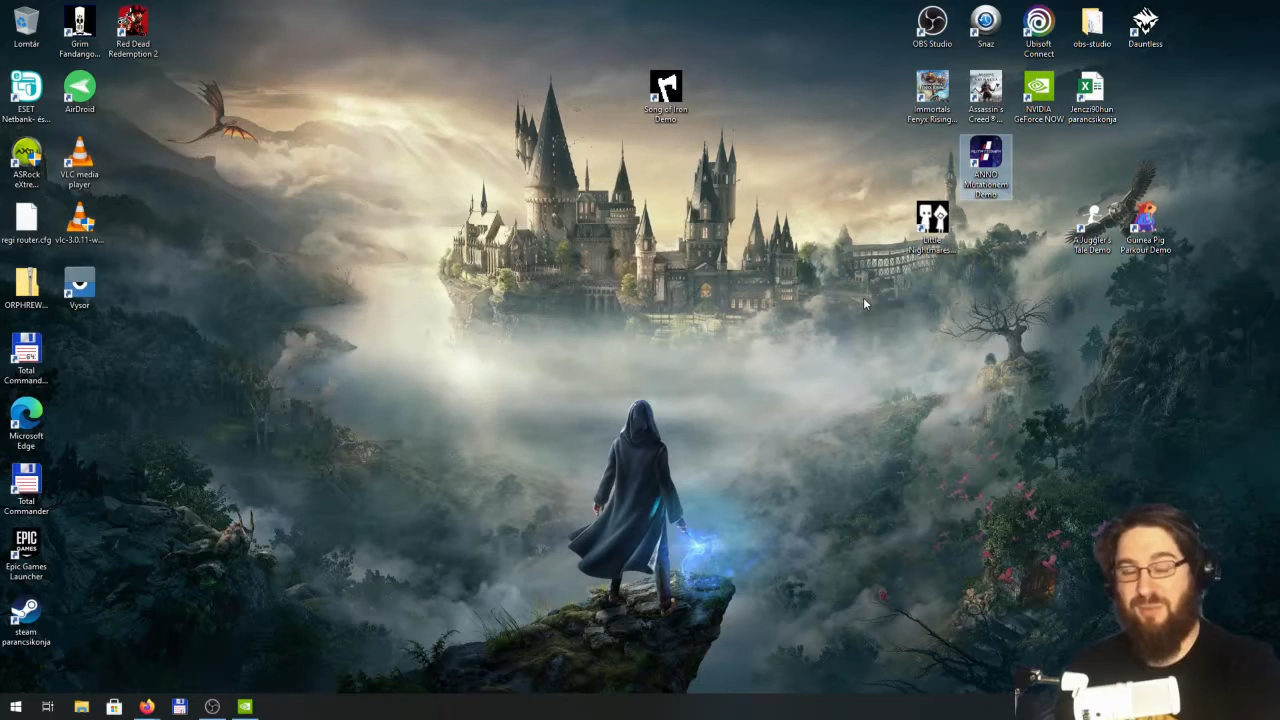 Lomtár
Grim
Fandango...
Red Dead
Redemption 2
OBS Studio
Snaz
Ubisoft
Connect
obs-studio
Dauntless
ESET
Netbank- és...
AirDroid
Song of Iron
Demo
Immortals
Fenyx Rising...
Assassin's
Creed®...
NVIDIA
GeForce NOW
Jenczi90hun
parancsikonja
ASRock
eXtre...
VLC media
player
ANNO
Mutationem
Demo
regi router.cfg
vlc-3.0.11-w...
Little
Nightmares...
A Juggler's
Tale Demo
Guinea Pig
Parkour Demo
ORPHREW...
Vysor
64
Total
Command...
Microsoft
Edge
Total
Commander
EPIC
GAMES
Epic Games
Launcher
steam
parancsikonja